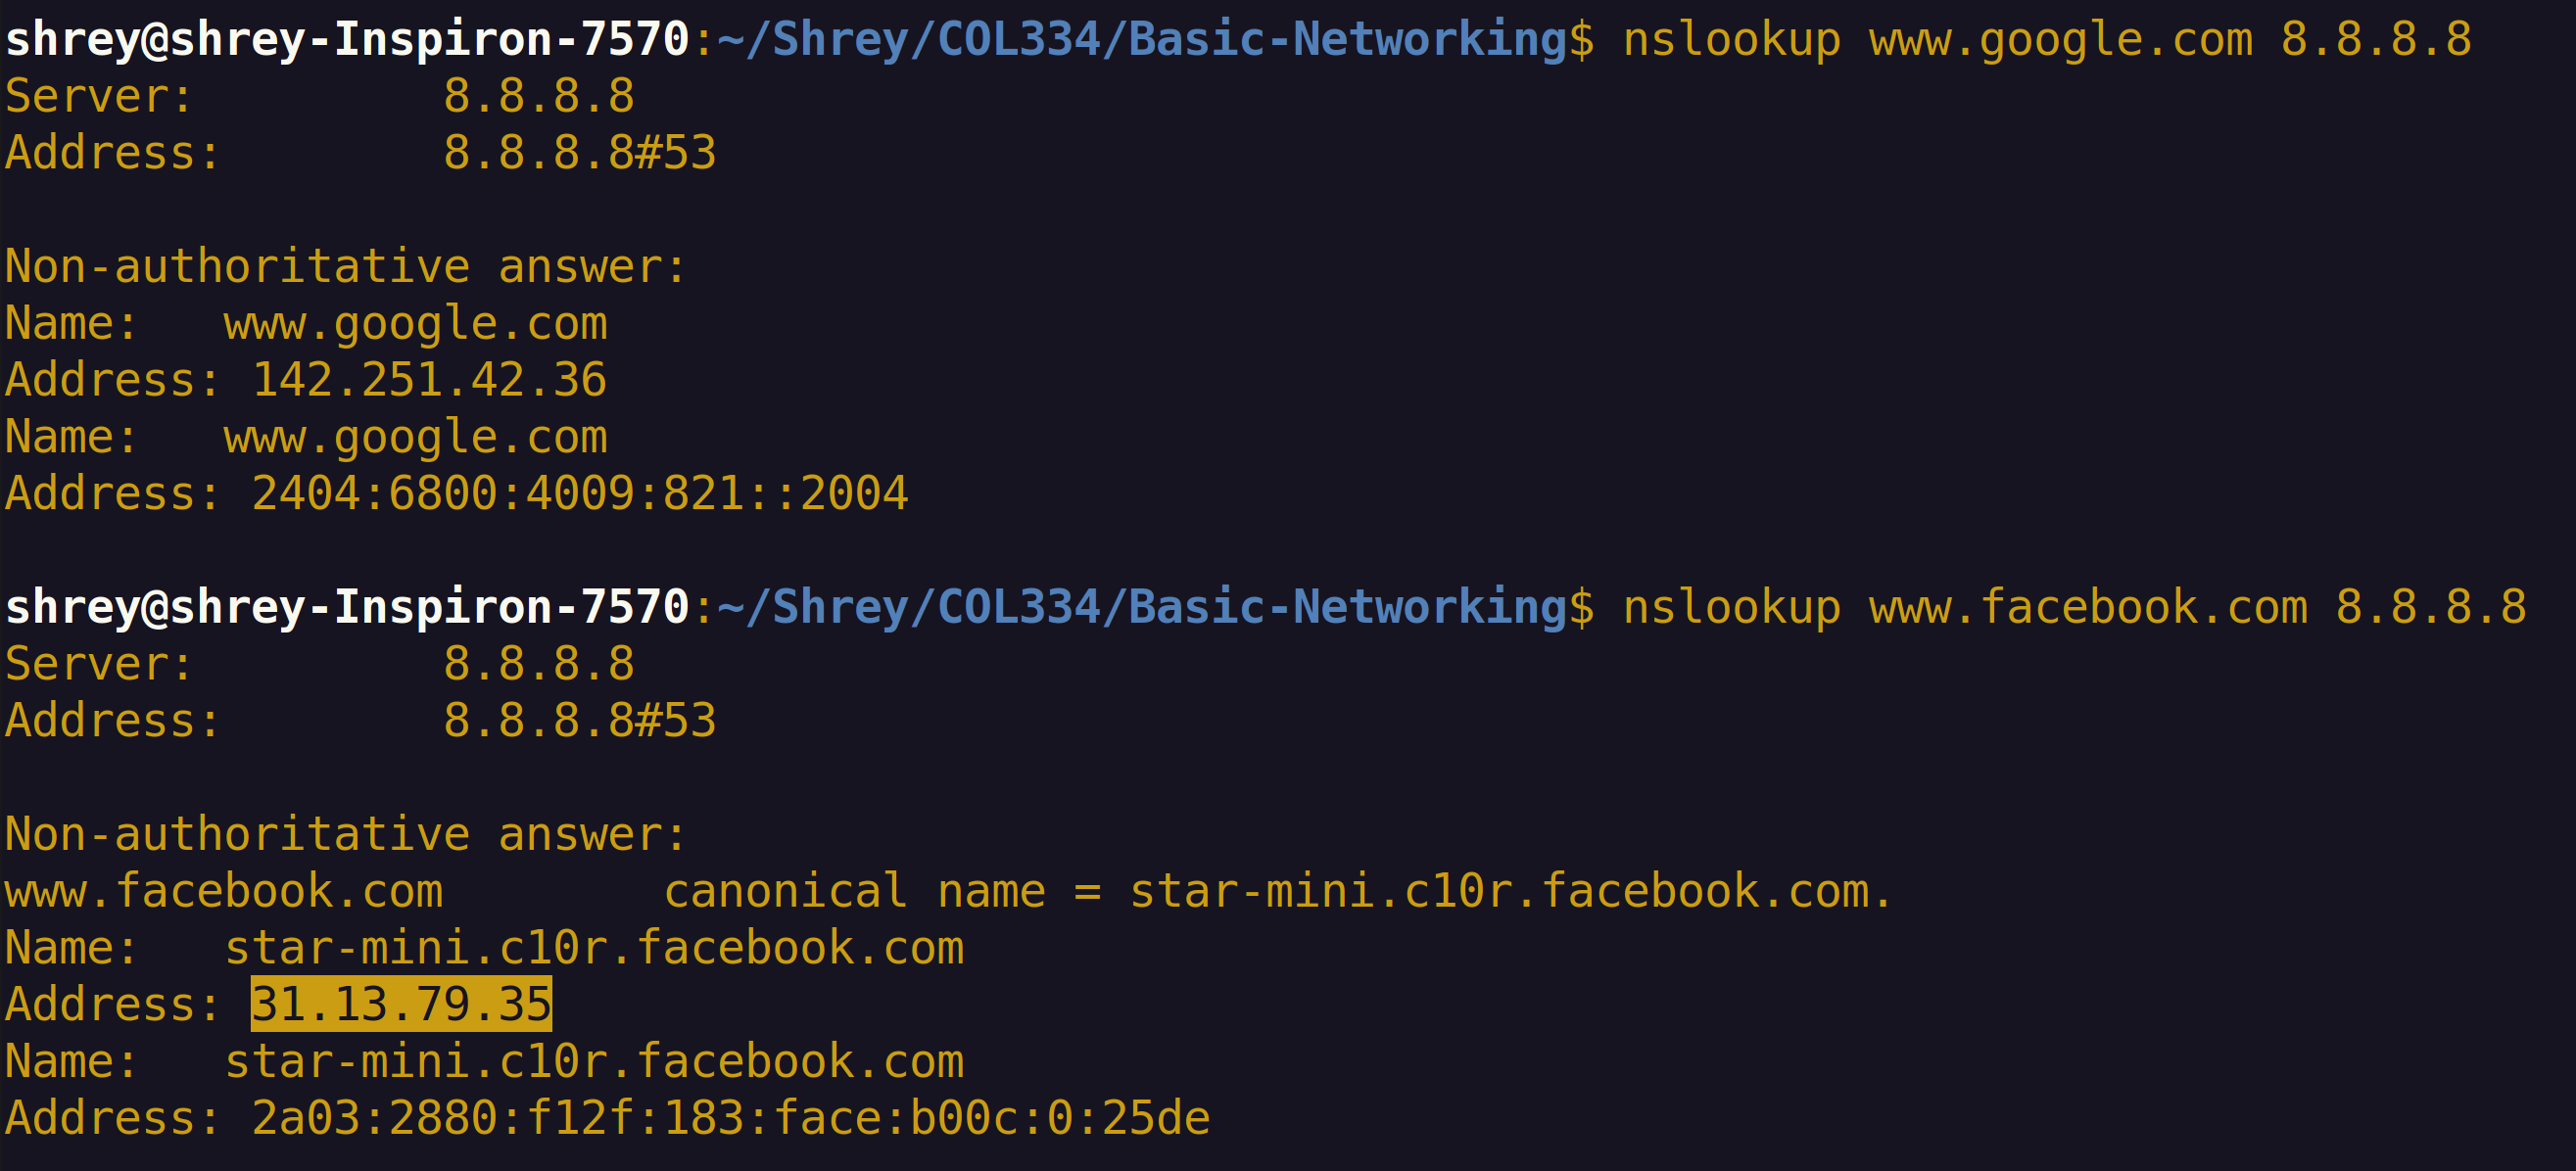 shrey@shrey-Inspiron-7570:~/Shrey/COL334/Basic-Networking$ nslookup www.google.com 8.8.8.8
Server:         8.8.8.8
Address:        8.8.8.8#53

Non-authoritative answer:
Name:   www.google.com
Address: 142.251.42.36
Name:   www.google.com
Address: 2404:6800:4009:821::2004

shrey@shrey-Inspiron-7570:~/Shrey/COL334/Basic-Networking$ nslookup www.facebook.com 8.8.8.8
Server:         8.8.8.8
Address:        8.8.8.8#53

Non-authoritative answer:
www.facebook.com        canonical name = star-mini.c10r.facebook.com.
Name:   star-mini.c10r.facebook.com
Address: 31.13.79.35
Name:   star-mini.c10r.facebook.com
Address: 2a03:2880:f12f:183:face:b00c:0:25de